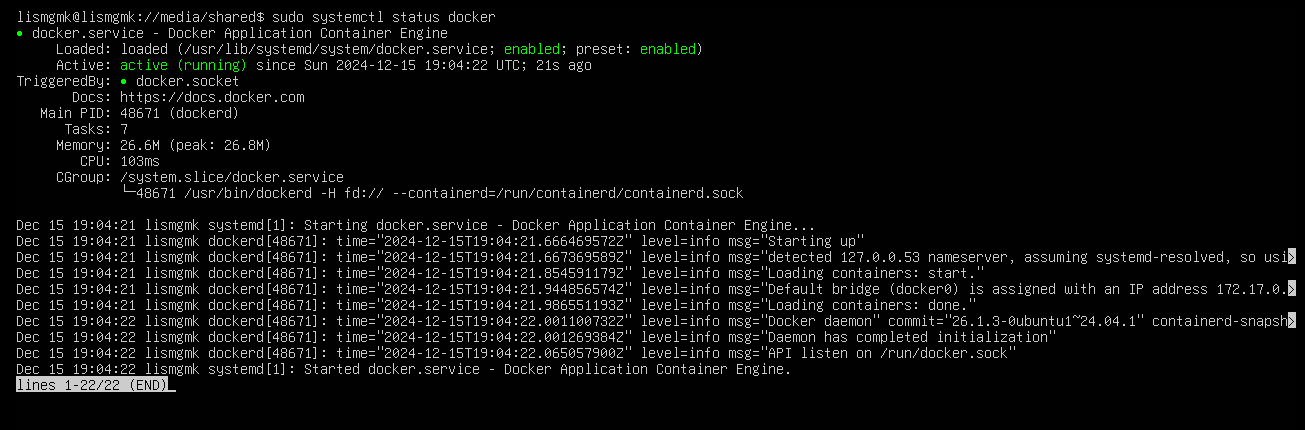 lismgmk@lismgmk://media/shared$ sudo systemctl status docker
● docker.service - Docker Application Container Engine
     Loaded: loaded (/usr/lib/systemd/system/docker.service; enabled; preset: enabled)
     Active: active (running) since Sun 2024-12-15 19:04:22 UTC; 21s ago
TriggeredBy: ● docker.socket
       Docs: https://docs.docker.com
   Main PID: 48671 (dockerd)
      Tasks: 7
     Memory: 26.6M (peak: 26.8M)
        CPU: 103ms
     CGroup: /system.slice/docker.service
             └─48671 /usr/bin/dockerd -H fd:// --containerd=/run/containerd/containerd.sock
Dec 15 19:04:21 lismgmk systemd[1]: Starting docker.service - Docker Application Container Engine...
Dec 15 19:04:21 lismgmk dockerd[48671]: time="2024-12-15T19:04:21.666469572Z" level=info msg="Starting up"
Dec 15 19:04:21 lismgmk dockerd[48671]: time="2024-12-15T19:04:21.667369589Z" level=info msg="detected 127.0.0.53 nameserver, assuming systemd-resolved, so usi>
Dec 15 19:04:21 lismgmk dockerd[48671]: time="2024-12-15T19:04:21.854591179Z" level=info msg="Loading containers: start."
Dec 15 19:04:21 lismgmk dockerd[48671]: time="2024-12-15T19:04:21.944856574Z" level=info msg="Default bridge (docker0) is assigned with an IP address 172.17.0.>
Dec 15 19:04:21 lismgmk dockerd[48671]: time="2024-12-15T19:04:21.986551193Z" level=info msg="Loading containers: done."
Dec 15 19:04:22 lismgmk dockerd[48671]: time="2024-12-15T19:04:22.001100732Z" level=info msg="Docker daemon" commit="26.1.3-0ubuntu1~24.04.1" containerd-snapsh>
Dec 15 19:04:22 lismgmk dockerd[48671]: time="2024-12-15T19:04:22.001269384Z" level=info msg="Daemon has completed initialization"
Dec 15 19:04:22 lismgmk dockerd[48671]: time="2024-12-15T19:04:22.065057900Z" level=info msg="API listen on /run/docker.sock"
Dec 15 19:04:22 lismgmk systemd[1]: Started docker.service - Docker Application Container Engine.
lines 1-22/22 (END)